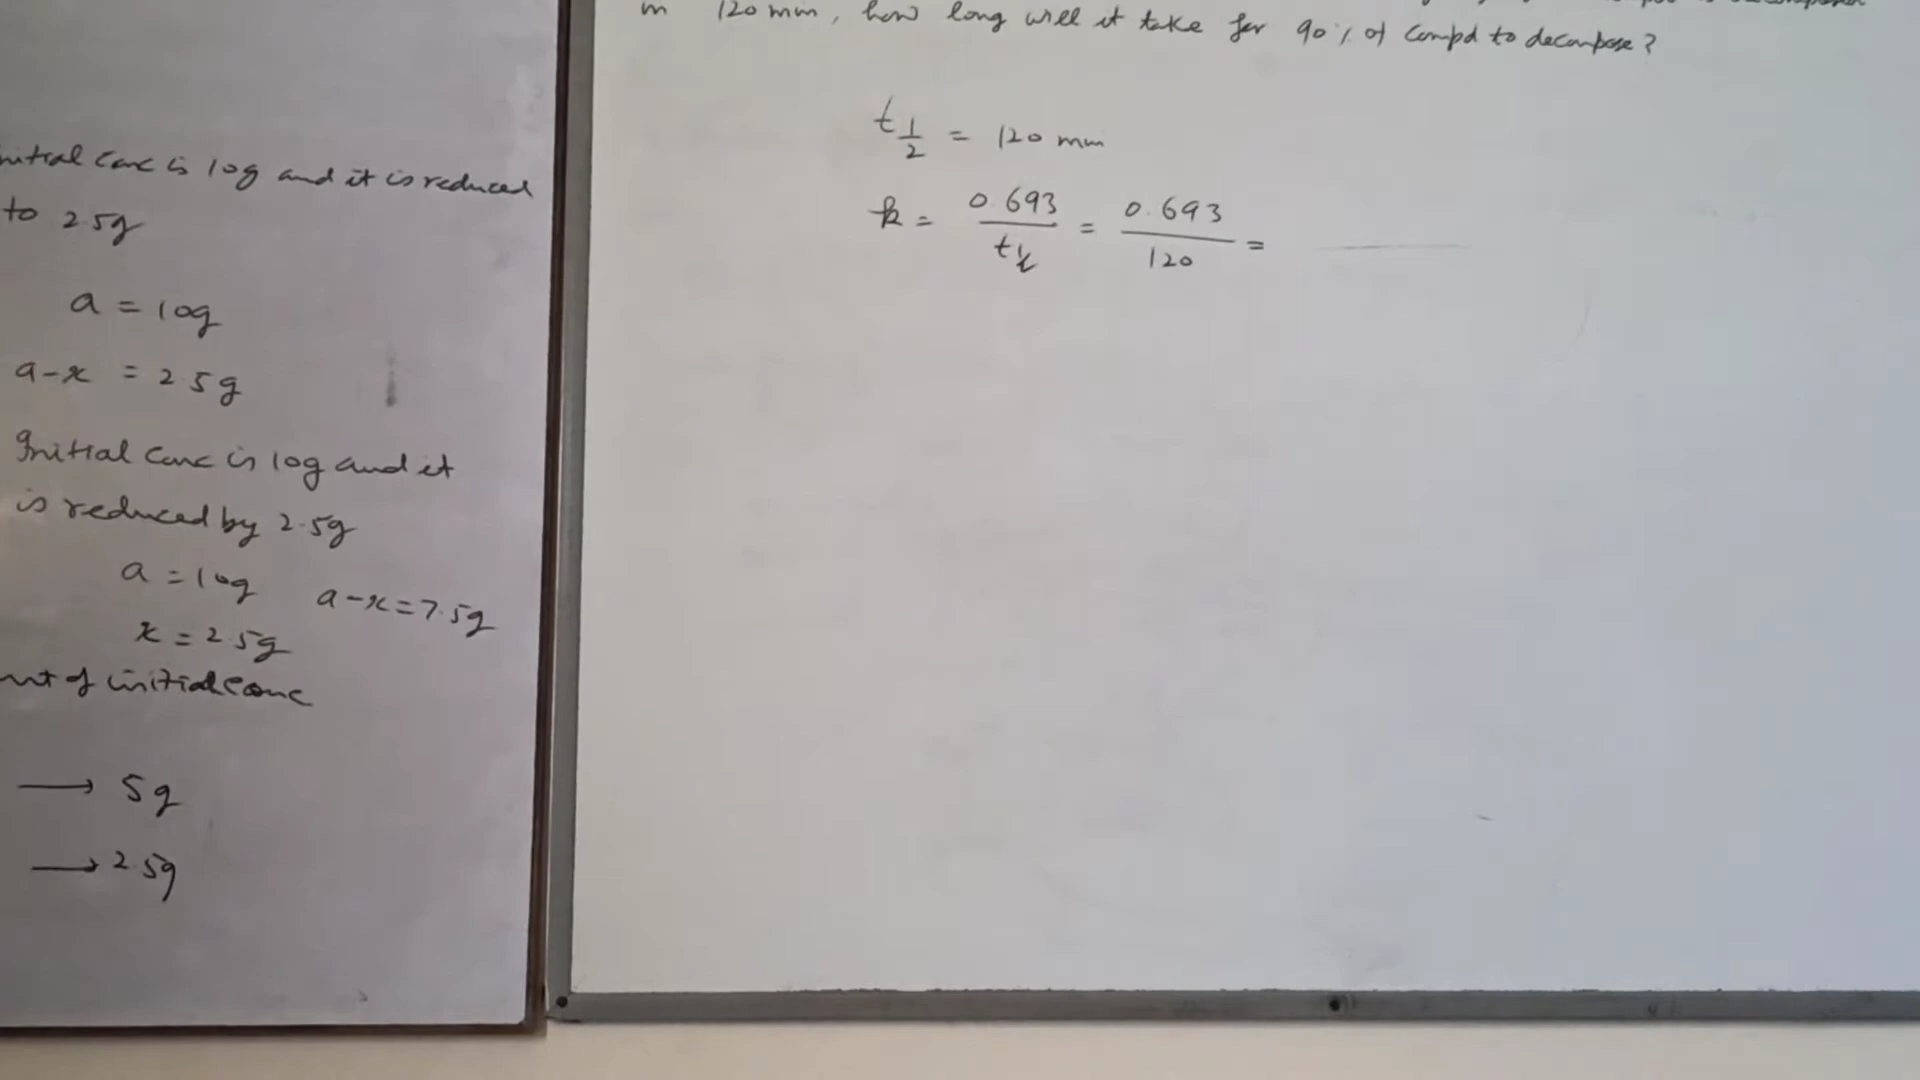 Initial conc is 10g and it is reduced
to 2.5g
a = 10g
a-x = 2.5g
Initial conc is 10g and it
is reduced by 2.5g
a = 10g a-x = 7.5g
x = 2.5g
of initial conc
→ 5g
→ 2.5g
in 120 min, how long will it take for 90% of compd to decompose?
t 1/2 = 120 min
k = 0.693 / t½ = 0.693 / 120 =